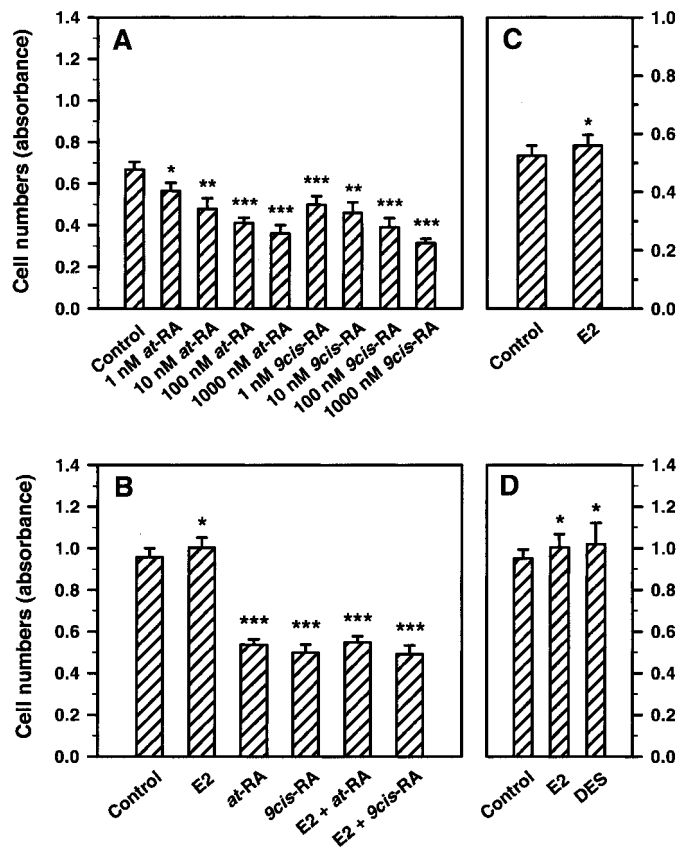 A
Cell numbers (absorbance)
1.4
1.2
1.0
0.8
0.6
0.4
0.2
0.0
*
**
***
***
***
**
***
***
Control
1 nM at-RA
10 nM at-RA
100 nM at-RA
1000 nM at-RA
1 nM 9cis-RA
10 nM 9cis-RA
100 nM 9cis-RA
1000 nM 9cis-RA
C
1.0
0.8
0.6
0.4
0.2
0.0
*
Control
E2
B
Cell numbers (absorbance)
1.4
1.2
1.0
0.8
0.6
0.4
0.2
0.0
*
***
***
***
***
Control
E2
at-RA
9cis-RA
E2 + at-RA
E2 + 9cis-RA
D
1.4
1.2
1.0
0.8
0.6
0.4
0.2
0.0
*
*
Control
E2
DES